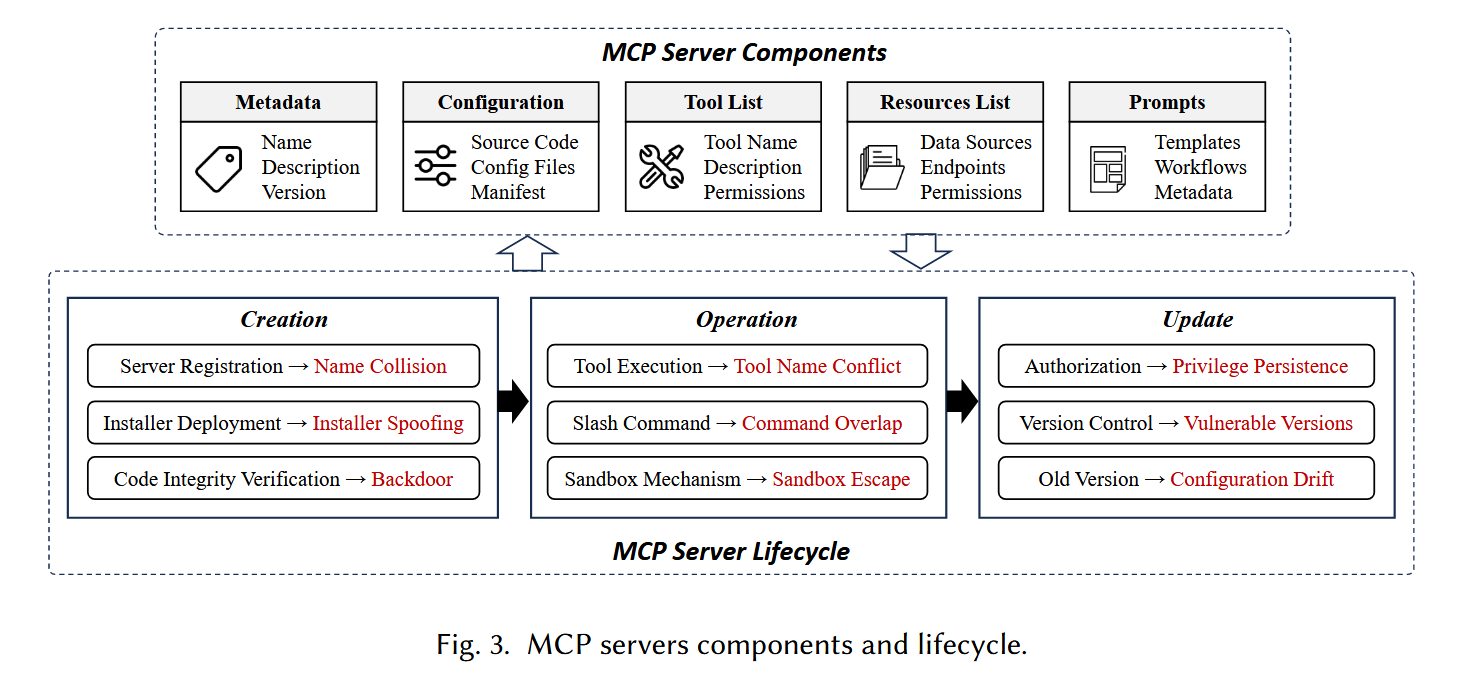 MCP Server Components
Metadata
Name
Description
Version
Configuration
Source Code
Config Files
Manifest
Tool List
Tool Name
Description
Permissions
Resources List
Data Sources
Endpoints
Permissions
Prompts
Templates
Workflows
Metadata
Creation
Server Registration → Name Collision
Installer Deployment → Installer Spoofing
Code Integrity Verification → Backdoor
Operation
Tool Execution → Tool Name Conflict
Slash Command → Command Overlap
Sandbox Mechanism → Sandbox Escape
Update
Authorization → Privilege Persistence
Version Control → Vulnerable Versions
Old Version → Configuration Drift
MCP Server Lifecycle
Fig. 3. MCP servers components and lifecycle.